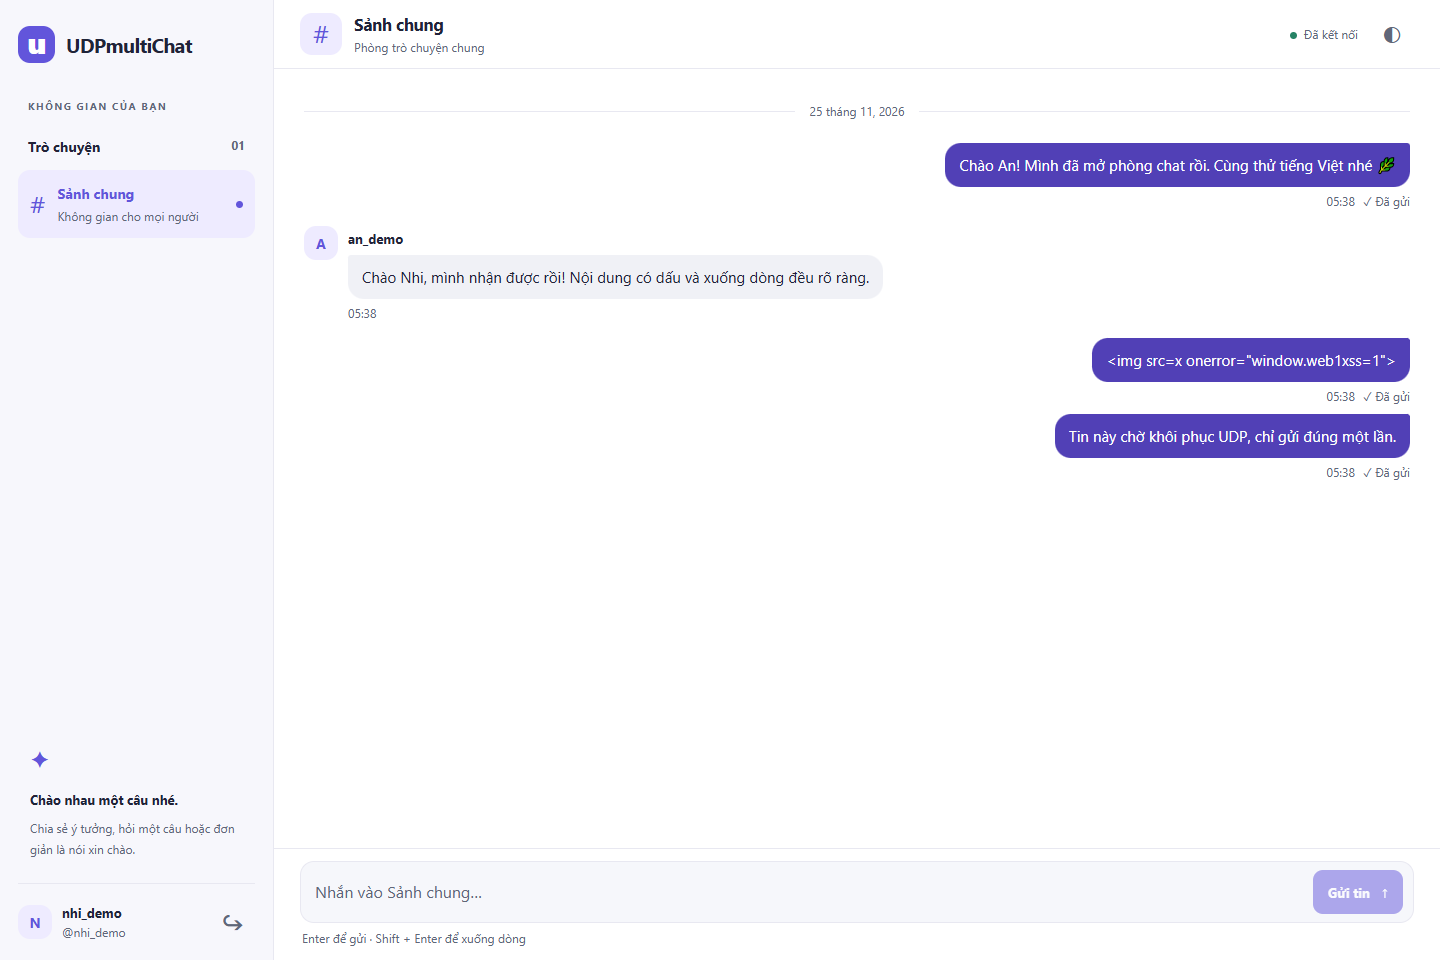 u UDPmultiChat
KHÔNG GIAN CỦA BẠN
Trò chuyện 01
# Sảnh chung
Không gian cho mọi người
✦
Chào nhau một câu nhé.
Chia sẻ ý tưởng, hỏi một câu hoặc đơn
giản là nói xin chào.
N nhi_demo
@nhi_demo
# Sảnh chung
Phòng trò chuyện chung
Đã kết nối
25 tháng 11, 2026
Chào An! Mình đã mở phòng chat rồi. Cùng thử tiếng Việt nhé 🌿
05:38 ✓ Đã gửi
A an_demo
Chào Nhi, mình nhận được rồi! Nội dung có dấu và xuống dòng đều rõ ràng.
05:38
<img src=x onerror="window.web1xss=1">
05:38 ✓ Đã gửi
Tin này chờ khôi phục UDP, chỉ gửi đúng một lần.
05:38 ✓ Đã gửi
Nhắn vào Sảnh chung...
Gửi tin ↑
Enter để gửi · Shift + Enter để xuống dòng